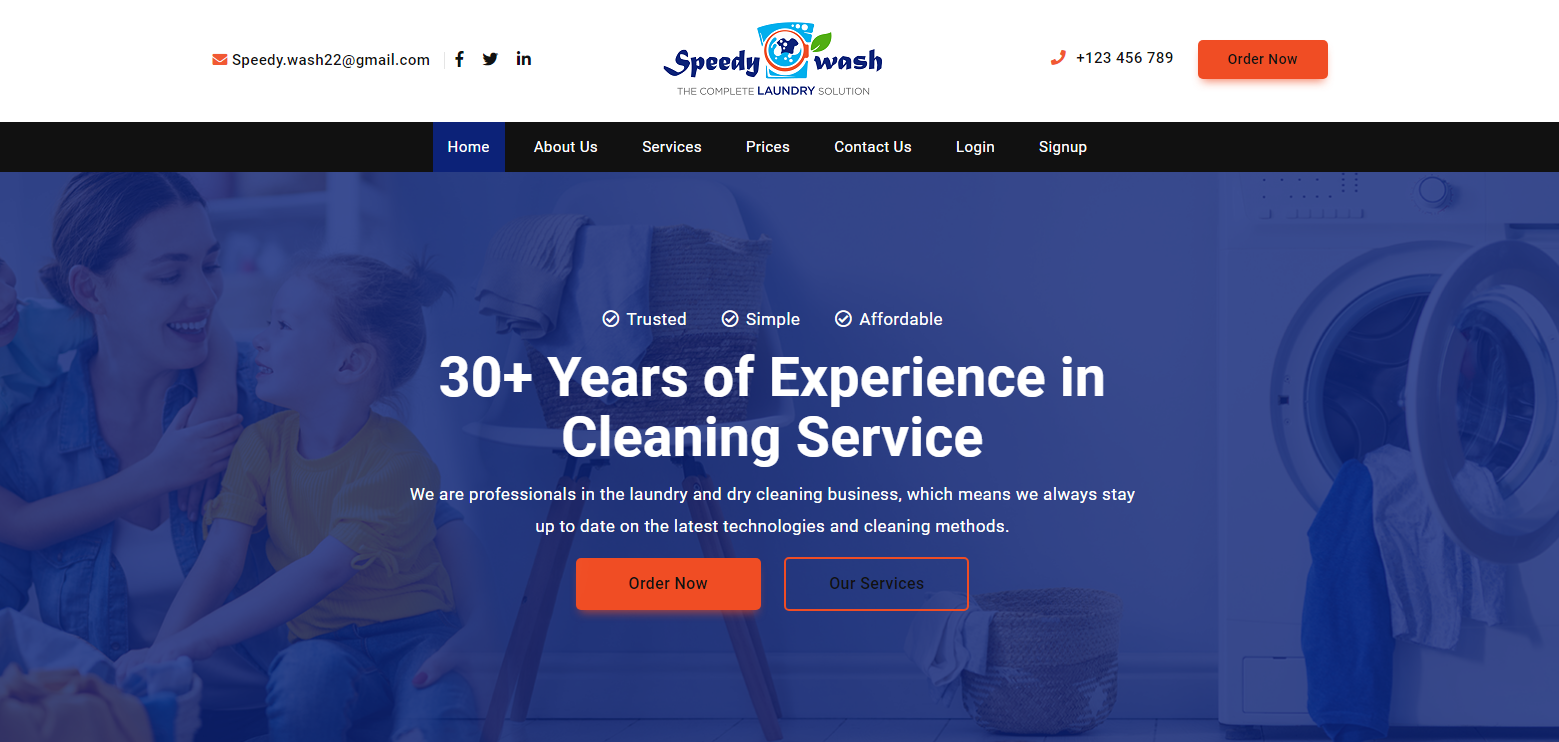 Speedy.wash22@gmail.com
Speedy wash
THE COMPLETE LAUNDRY SOLUTION
+123 456 789
Order Now
Home About Us Services Prices Contact Us Login Signup
Trusted Simple Affordable
30+ Years of Experience in
Cleaning Service
We are professionals in the laundry and dry cleaning business, which means we always stay
up to date on the latest technologies and cleaning methods.
Order Now Our Services